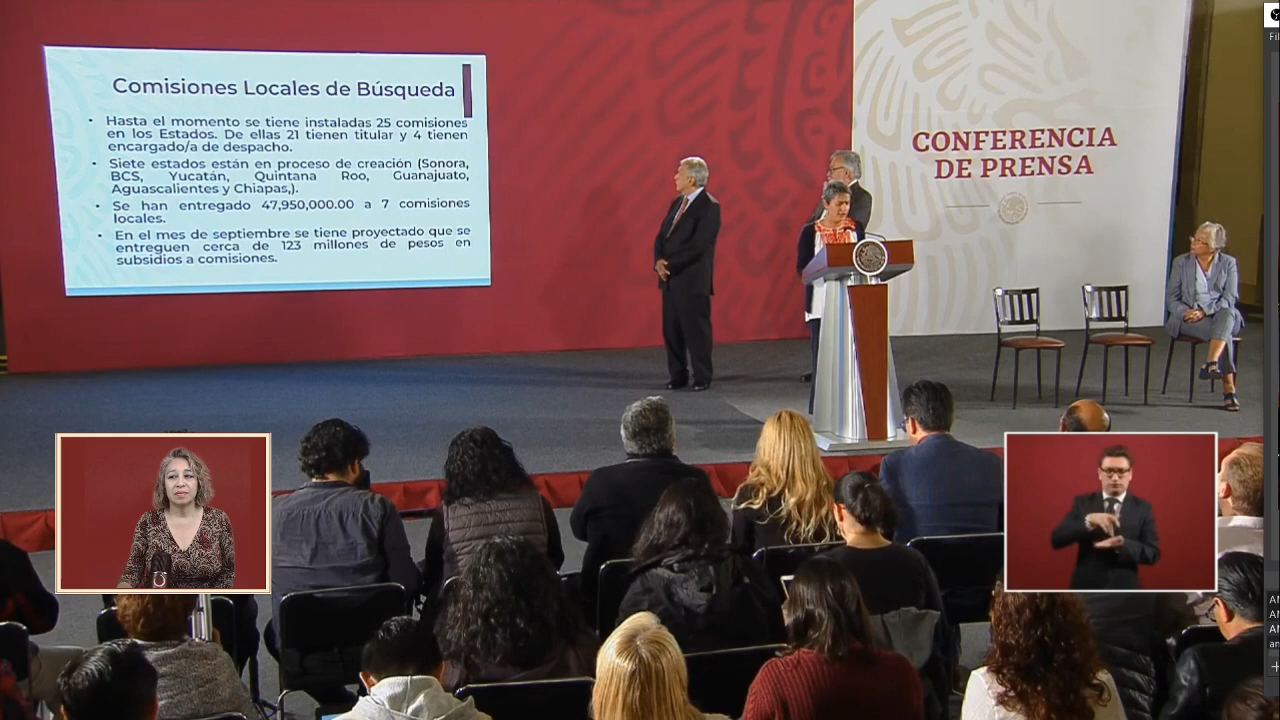 Comisiones Locales de Búsqueda
• Hasta el momento se tiene instaladas 25 comisiones
en los Estados. De ellas 21 tienen titular y 4 tienen
encargado/a de despacho.
• Siete estados están en proceso de creación (Sonora,
BCS, Yucatán, Quintana Roo, Guanajuato,
Aguascalientes y Chiapas,).
• Se han entregado 47,950,000.00 a 7 comisiones
locales.
• En el mes de septiembre se tiene proyectado que se
entreguen cerca de 123 millones de pesos en
subsidios a comisiones.
CONFERENCIA
DE PRENSA